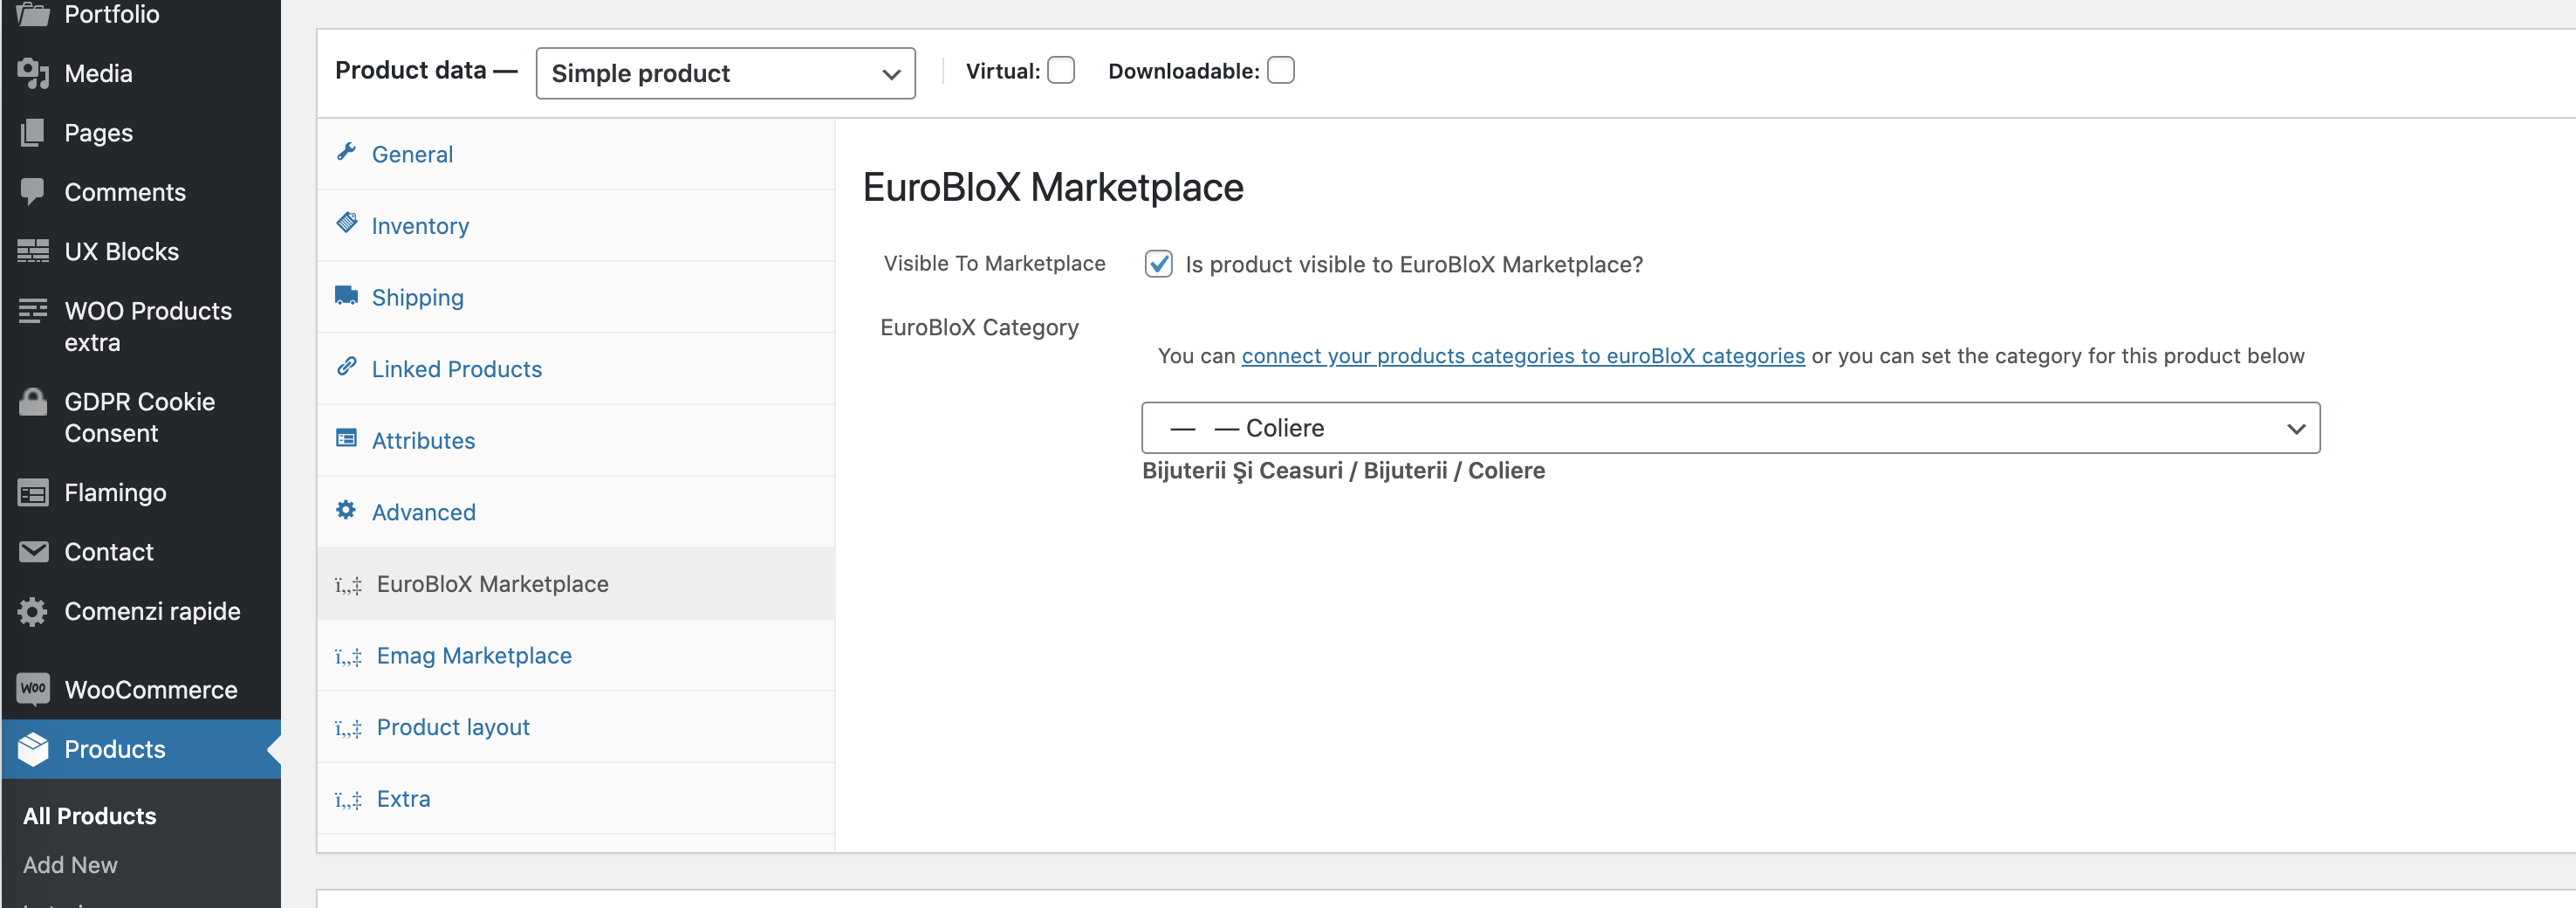 Portfolio
Media
Pages
Comments
UX Blocks
WOO Products
extra
GDPR Cookie
Consent
Flamingo
Contact
Comenzi rapide
WOO WooCommerce
Products
All Products
Add New
Product data — Simple product Virtual: Downloadable:
General
Inventory
Shipping
Linked Products
Attributes
Advanced
ï„‡ EuroBloX Marketplace
ï„‡ Emag Marketplace
ï„‡ Product layout
ï„‡ Extra
EuroBloX Marketplace
Visible To Marketplace Is product visible to EuroBloX Marketplace?
EuroBloX Category
You can connect your products categories to euroBloX categories or you can set the category for this product below
— — Coliere
Bijuterii Şi Ceasuri / Bijuterii / Coliere